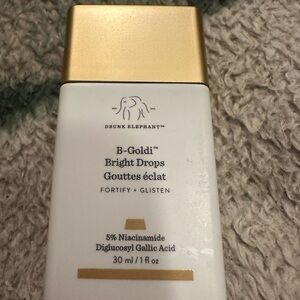 DRUNK ELEPHANT™
B-Goldi™
Bright Drops
Gouttes éclat
FORTIFY + GLISTEN
5% Niacinamide
Diglucosyl Gallic Acid
30 ml / 1 fl oz